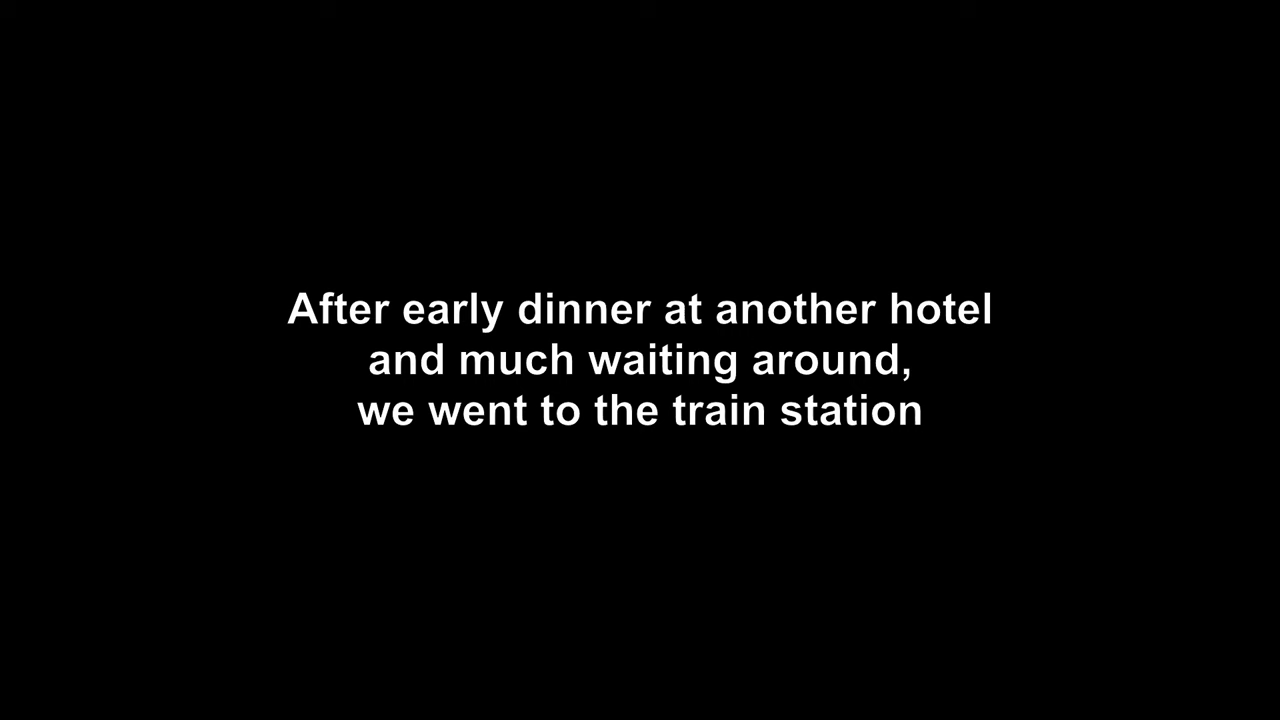 After early dinner at another hotel
and much waiting around,
we went to the train station